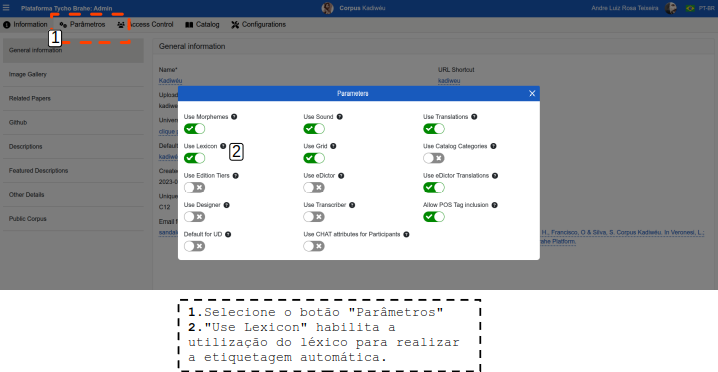 Plataforma Tycho Brahe: Admin
Corpus Kadiwéu
Andre Luiz Rosa Teixeira
PT-BR
Information
Parâmetros
Access Control
Catalog
Configurations
1
General information
Image Gallery
Related Papers
Github
Descriptions
Featured Descriptions
Other Details
Public Corpus
General information
Name*
Kadiwéu
URL Shortcut
kadiweu
Upload
kadiwe
Univer
clique
Default
kadiwe
Create
2023-0
Unique
C12
Email f
sandal
H., Francisco, O & Silva, S. Corpus Kadiwéu, In Veronesi, L.;
Platform.
Parameters
Use Morphemes
Use Sound
Use Translations
Use Lexicon
2
Use Grid
Use Catalog Categories
Use Edition Tiers
Use eDictor
Use eDictor Translations
Use Designer
Use Transcriber
Allow POS Tag inclusion
Default for UD
Use CHAT attributes for Participants
1.Selecione o botão "Parâmetros"
2."Use Lexicon" habilita a
utilização do léxico para realizar
a etiquetagem automática.